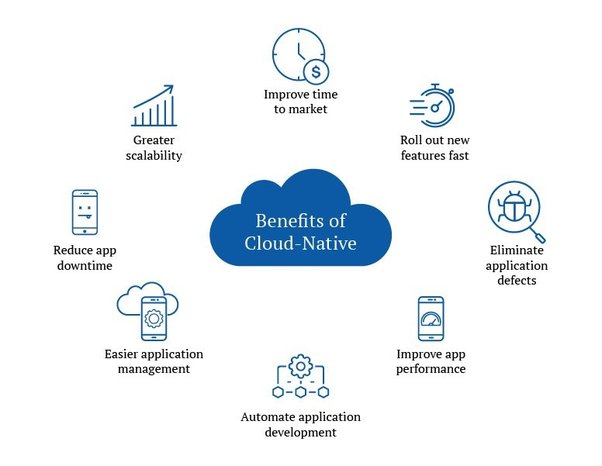 Benefits of
Cloud-Native
Improve time
to market
$
Roll out new
features fast
Eliminate
application
defects
Improve app
performance
Automate application
development
Easier application
management
Reduce app
downtime
Greater
scalability